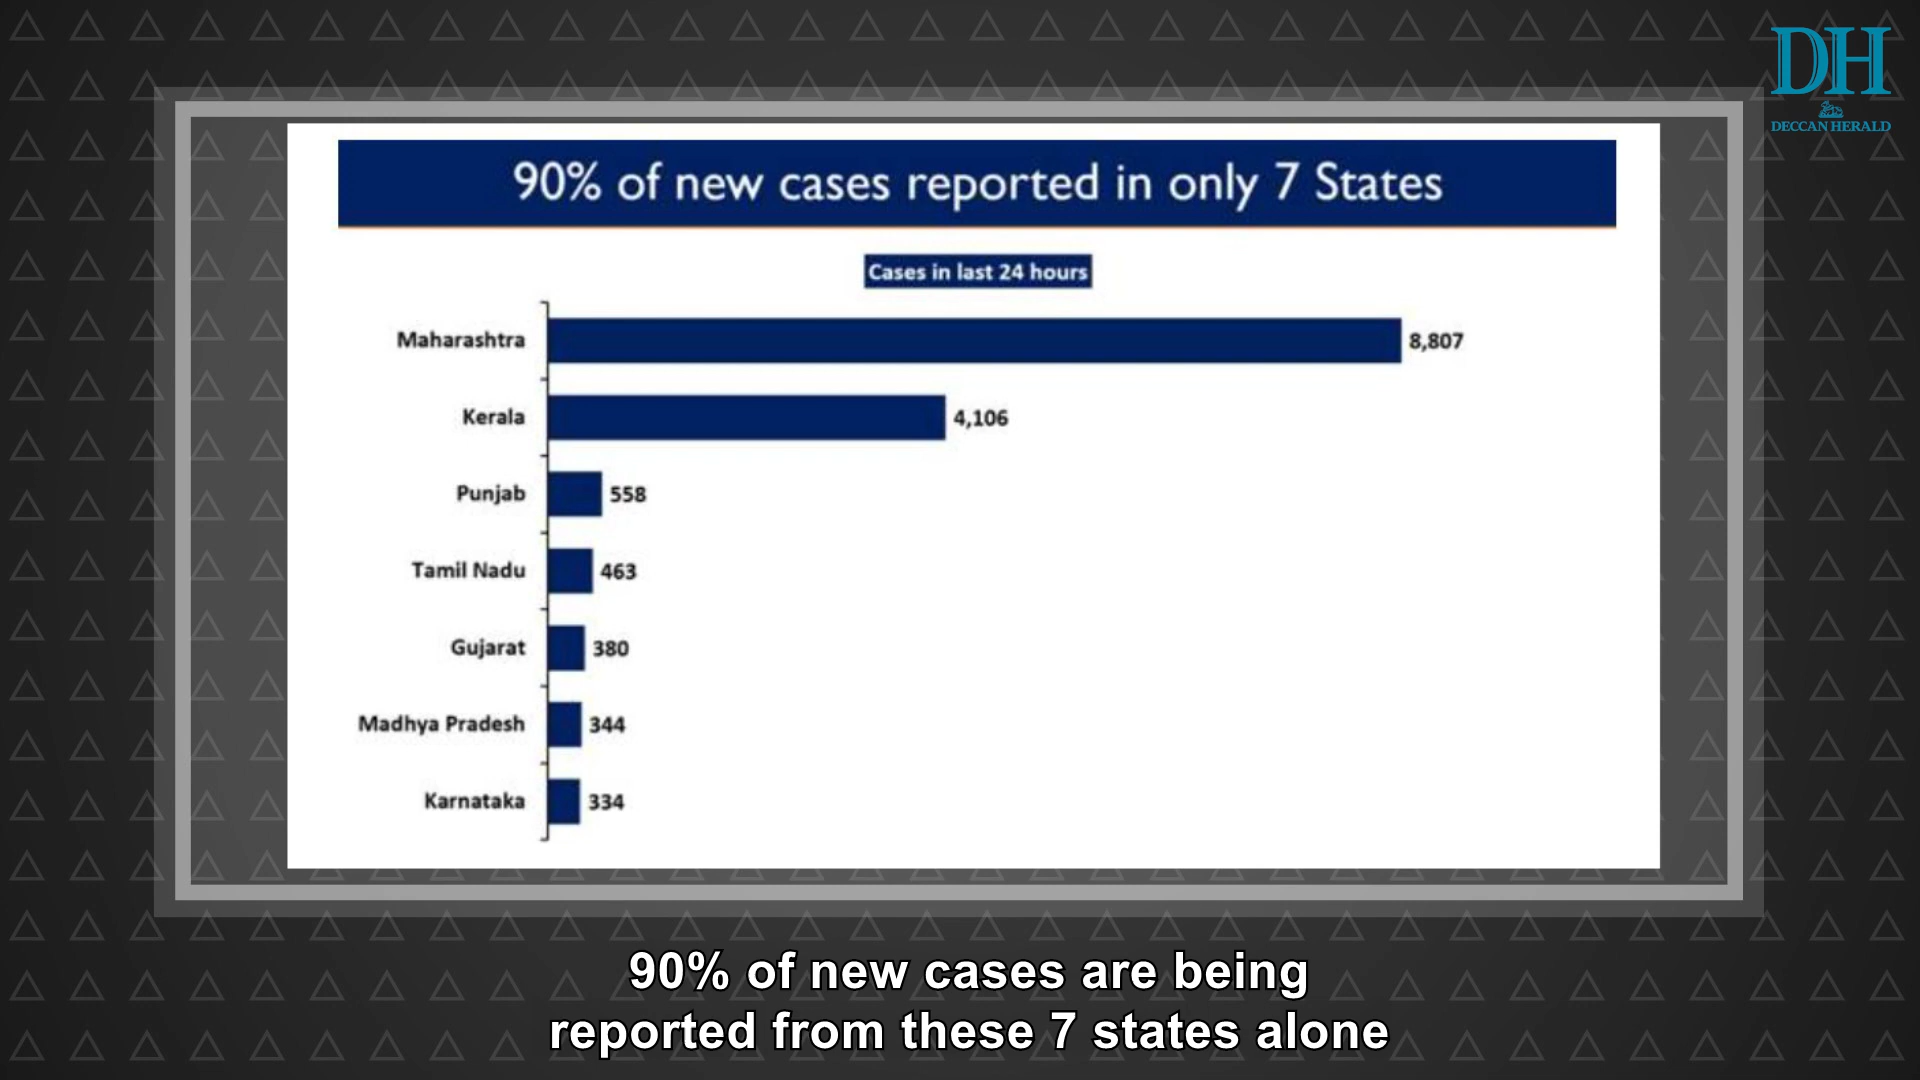 DH
DECCAN HERALD
90% of new cases reported in only 7 States
Cases in last 24 hours
Maharashtra 8,807
Kerala 4,106
Punjab 558
Tamil Nadu 463
Gujarat 380
Madhya Pradesh 344
Karnataka 334
90% of new cases are being
reported from these 7 states alone